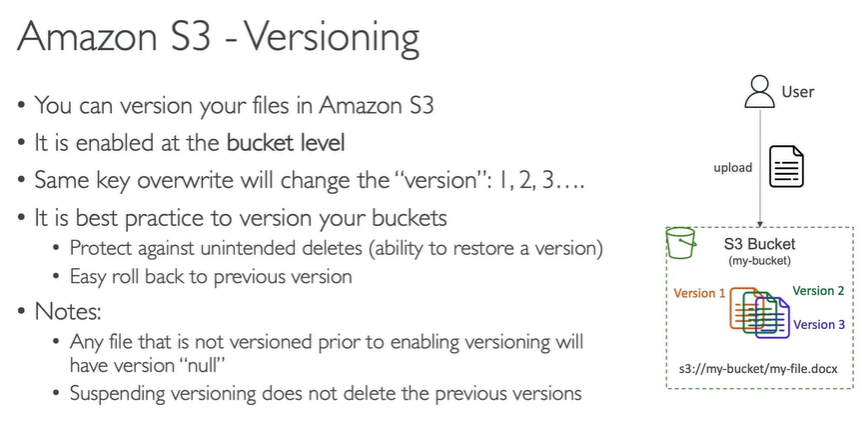 Amazon S3 - Versioning
• You can version your files in Amazon S3
• It is enabled at the bucket level
• Same key overwrite will change the “version”: 1, 2, 3….
• It is best practice to version your buckets
• Protect against unintended deletes (ability to restore a version)
• Easy roll back to previous version
• Notes:
• Any file that is not versioned prior to enabling versioning will
have version “null”
• Suspending versioning does not delete the previous versions
User
upload
S3 Bucket
(my-bucket)
Version 1
Version 2
Version 3
s3://my-bucket/my-file.docx